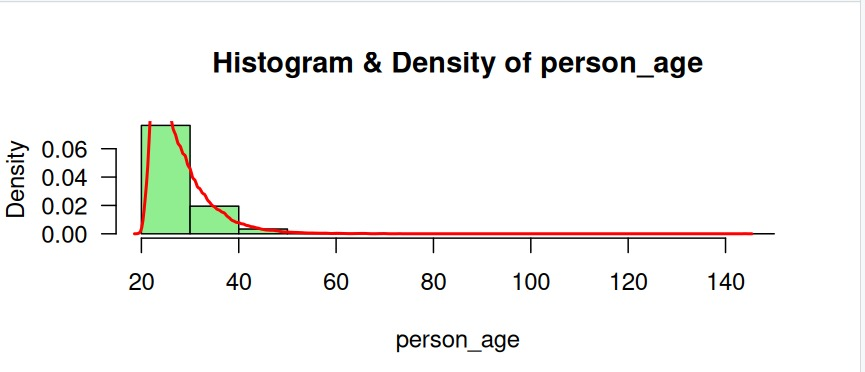 Histogram & Density of person_age
Density
0.06
0.04
0.02
0.00
20 40 60 80 100 120 140
person_age